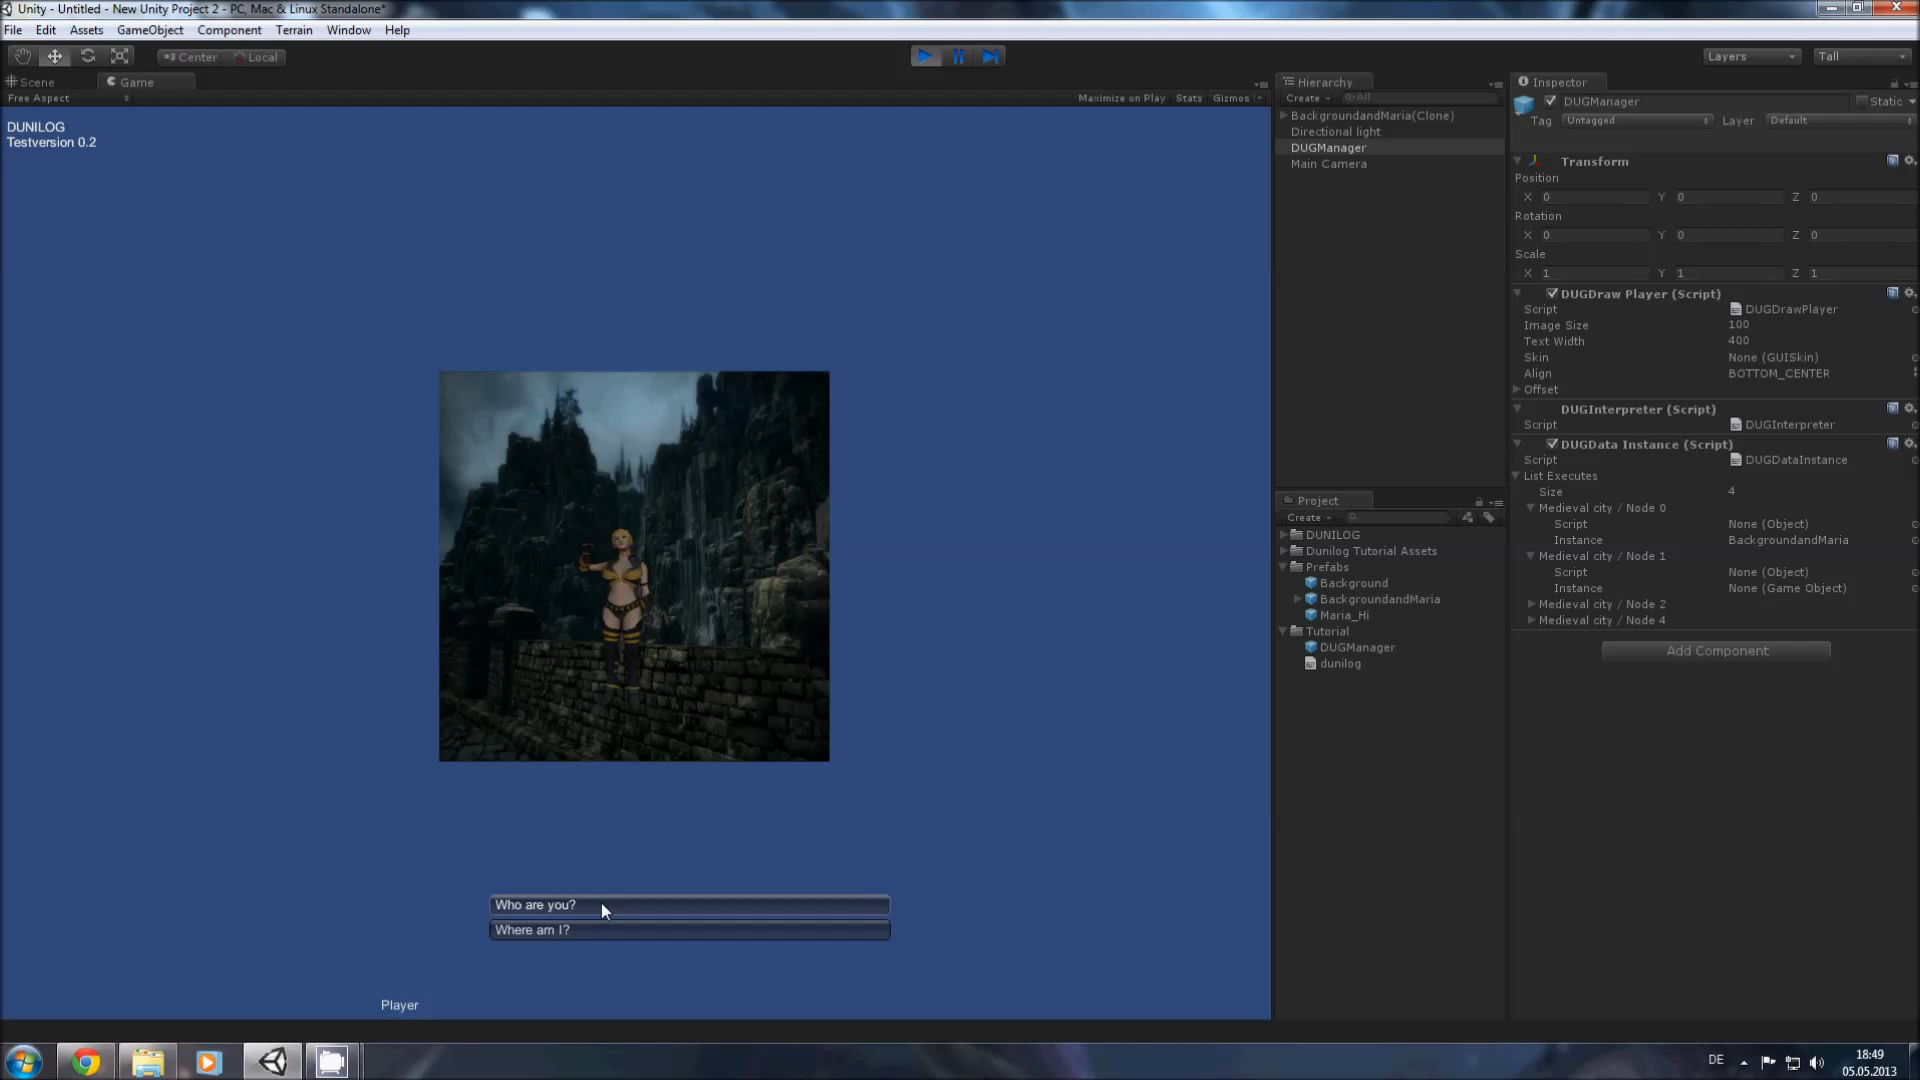 Unity - Untitled - New Unity Project 2 - PC, Mac & Linux Standalone*
File Edit Assets GameObject Component Terrain Window Help
Center Local
Layers Tall
Scene Game
Free Aspect Maximize on Play Stats Gizmos
DUNILOG
Testversion 0.2
Who are you?
Where am I?
Player
Hierarchy
Create All
BackgroundandMaria(Clone)
Directional light
DUGManager
Main Camera
Project
Create
DUNILOG
Dunilog Tutorial Assets
Prefabs
Background
BackgroundandMaria
Maria_Hi
Tutorial
DUGManager
dunilog
Inspector
DUGManager Static
Tag Untagged Layer Default
Transform
Position
X 0 Y 0 Z 0
Rotation
X 0 Y 0 Z 0
Scale
X 1 Y 1 Z 1
DUGDraw Player (Script)
Script DUGDrawPlayer
Image Size 100
Text Width 400
Skin None (GUISkin)
Align BOTTOM_CENTER
Offset
DUGInterpreter (Script)
Script DUGInterpreter
DUGData Instance (Script)
Script DUGDataInstance
List Executes
Size 4
Medieval city / Node 0
Script None (Object)
Instance BackgroundandMaria
Medieval city / Node 1
Script None (Object)
Instance None (Game Object)
Medieval city / Node 2
Medieval city / Node 4
Add Component
DE
18:49
05.05.2013